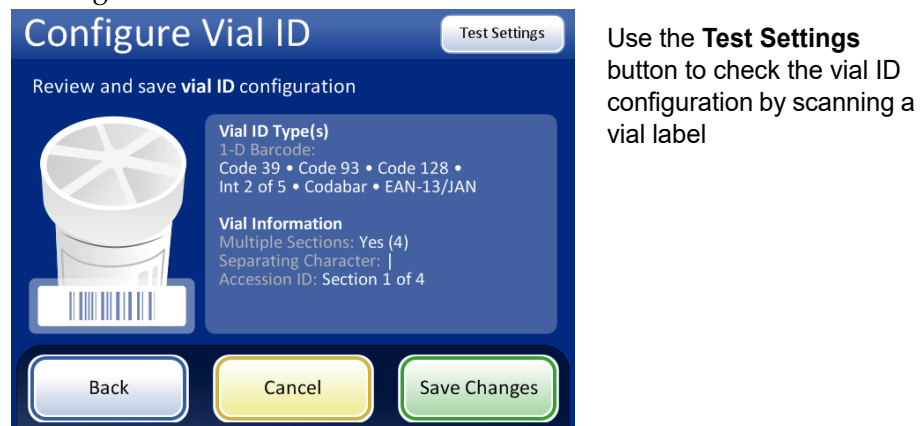 Configure Vial ID
Test Settings
Review and save vial ID configuration
Vial ID Type(s)
1-D Barcode:
Code 39 • Code 93 • Code 128 •
Int 2 of 5 • Codabar • EAN-13/JAN
Vial Information
Multiple Sections: Yes (4)
Separating Character: |
Accession ID: Section 1 of 4
Back
Cancel
Save Changes
Use the Test Settings
button to check the vial ID
configuration by scanning a
vial label